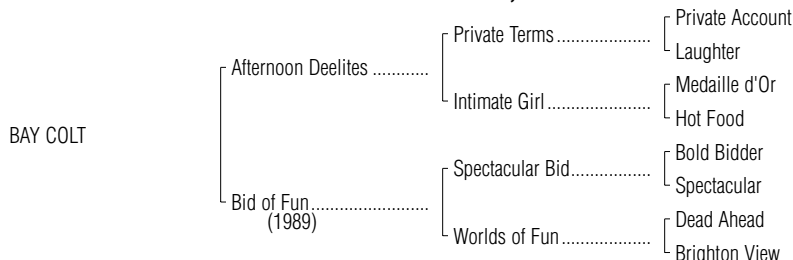 Private Account
Private Terms....................
Laughter
Afternoon Deelites ............
Medaille d'Or
Intimate Girl......................
Hot Food
BAY COLT
Bold Bidder
Spectacular Bid.................
Spectacular
Bid of Fun.........................
(1989)
Dead Ahead
Worlds of Fun...................
Brighton View